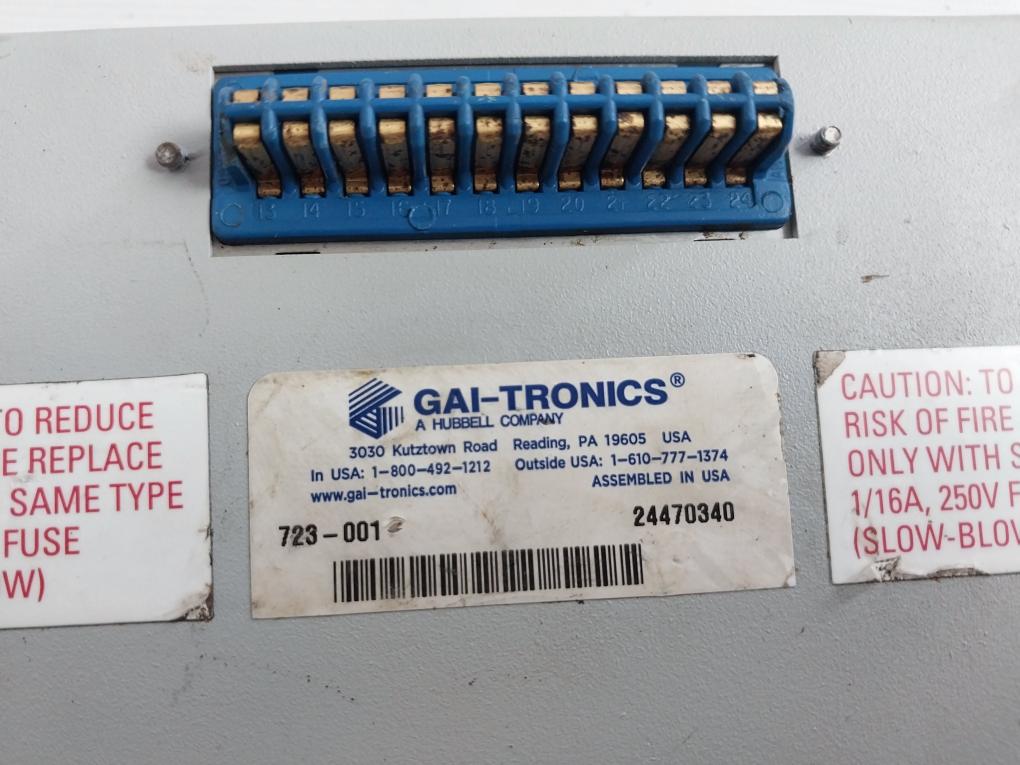 13 14 15 16 17 18 19 20 21 22 23 24
GAI-TRONICS®
A HUBBELL COMPANY
3030 Kutztown Road Reading, PA 19605 USA
In USA: 1-800-492-1212 Outside USA: 1-610-777-1374
www.gai-tronics.com ASSEMBLED IN USA
723-001 24470340
TO REDUCE
E REPLACE
SAME TYPE
FUSE
OW)
CAUTION: TO
RISK OF FIRE
ONLY WITH S
1/16A, 250V F
(SLOW-BLOW